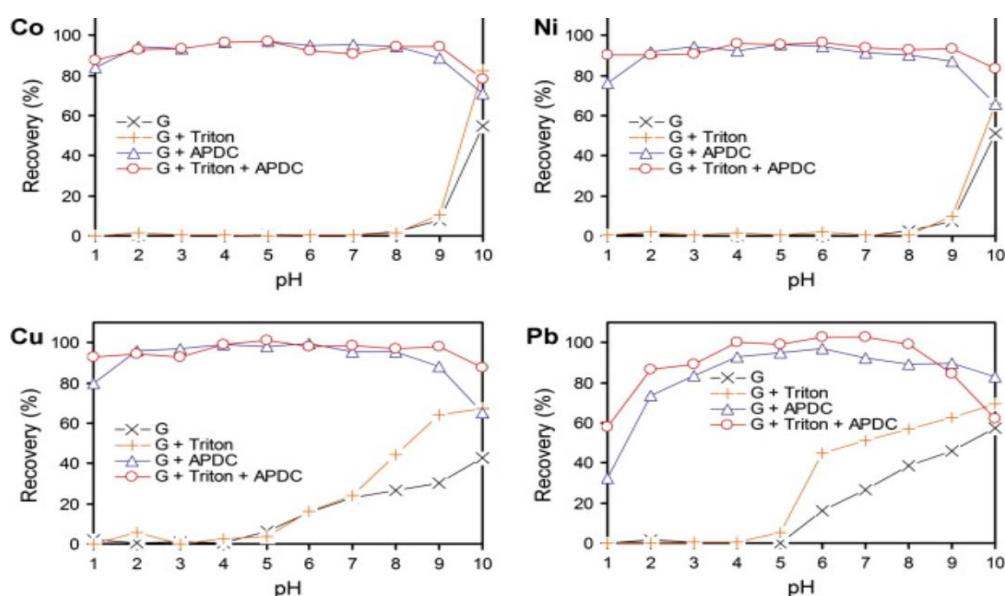 Co
Recovery (%)
100
80
60
40
20
0
G
G + Triton
G + APDC
G + Triton + APDC
1 2 3 4 5 6 7 8 9 10
pH
Ni
Recovery (%)
100
80
60
40
20
0
G
G + Triton
G + APDC
G + Triton + APDC
1 2 3 4 5 6 7 8 9 10
pH
Cu
Recovery (%)
100
80
60
40
20
0
G
G + Triton
G + APDC
G + Triton + APDC
1 2 3 4 5 6 7 8 9 10
pH
Pb
Recovery (%)
100
80
60
40
20
0
G
G + Triton
G + APDC
G + Triton + APDC
1 2 3 4 5 6 7 8 9 10
pH